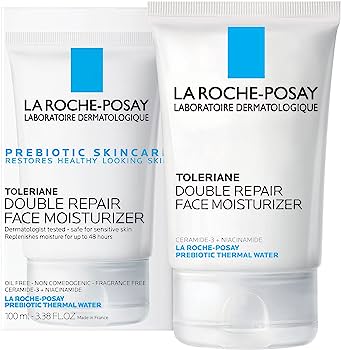 LA ROCHE-POSAY
LABORATOIRE DERMATOLOGIQUE
PREBIOTIC SKINCARE
RESTORES HEALTHY LOOKING SKIN
TOLERIANE
DOUBLE REPAIR
FACE MOISTURIZER
Dermatologist tested - safe for sensitive skin
Replenishes moisture for up to 48 hours
OIL FREE - NON COMEDOGENIC - FRAGRANCE FREE
CERAMIDE-3 + NIACINAMIDE
LA ROCHE-POSAY
PREBIOTIC THERMAL WATER
100 ml - 3.38 FL.OZ Made in France
LA ROCHE-POSAY
LABORATOIRE DERMATOLOGIQUE
TOLERIANE
DOUBLE REPAIR
FACE MOISTURIZER
CERAMIDE-3 + NIACINAMIDE
LA ROCHE-POSAY
PREBIOTIC THERMAL WATER